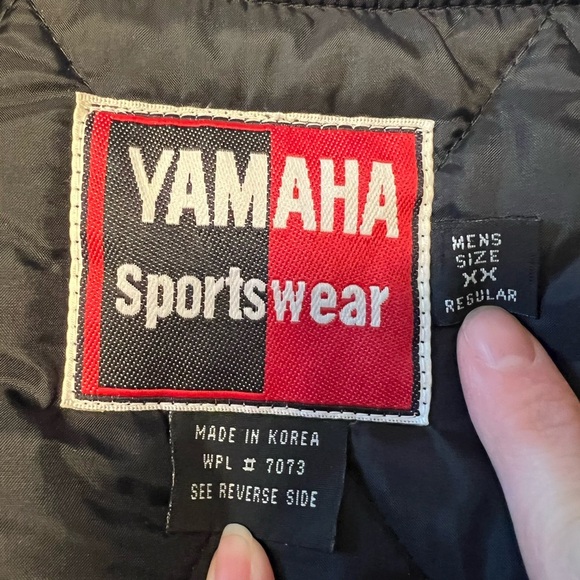 YAMAHA
Sportswear
MENS
SIZE
XX
REGULAR
MADE IN KOREA
WPL # 7073
SEE REVERSE SIDE